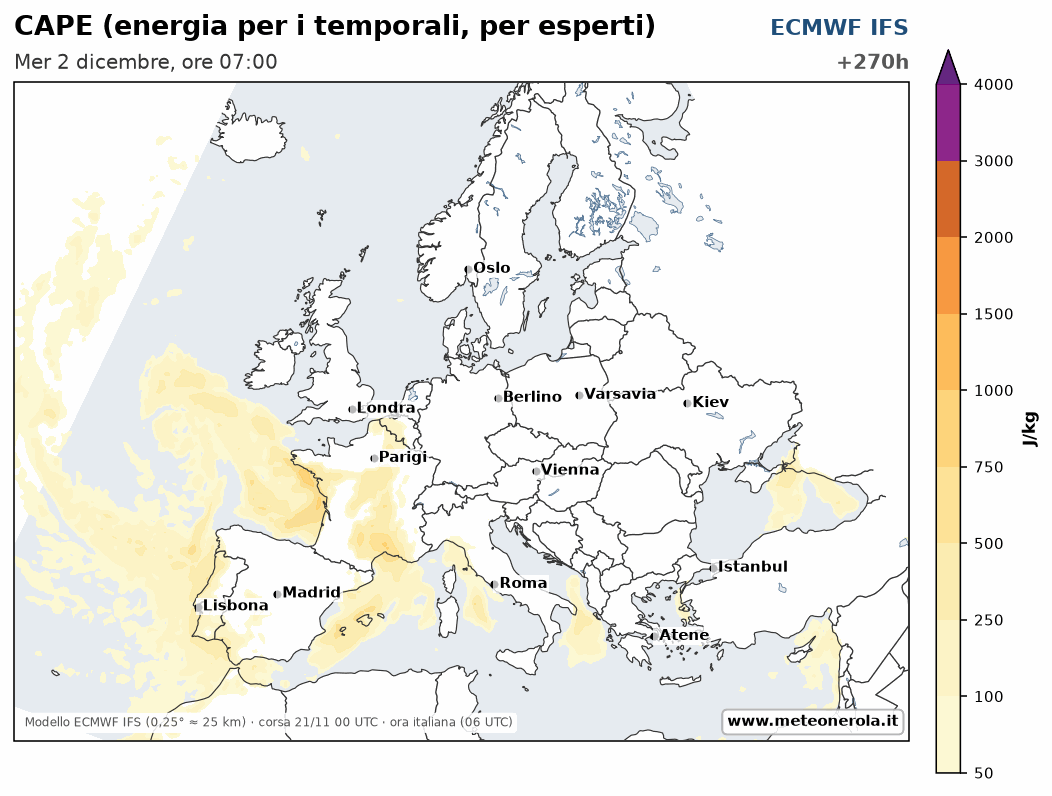 CAPE (energia per i temporali, per esperti)
ECMWF IFS
Mer 2 dicembre, ore 07:00
+270h
4000
3000
2000
1500
1000
750
500
250
100
50
J/kg
Oslo
Londra
Berlino
Varsavia
Kiev
Parigi
Vienna
Istanbul
Roma
Madrid
Lisbona
Atene
Modello ECMWF IFS (0,25° ≈ 25 km) · corsa 21/11 00 UTC · ora italiana (06 UTC)
www.meteonerola.it